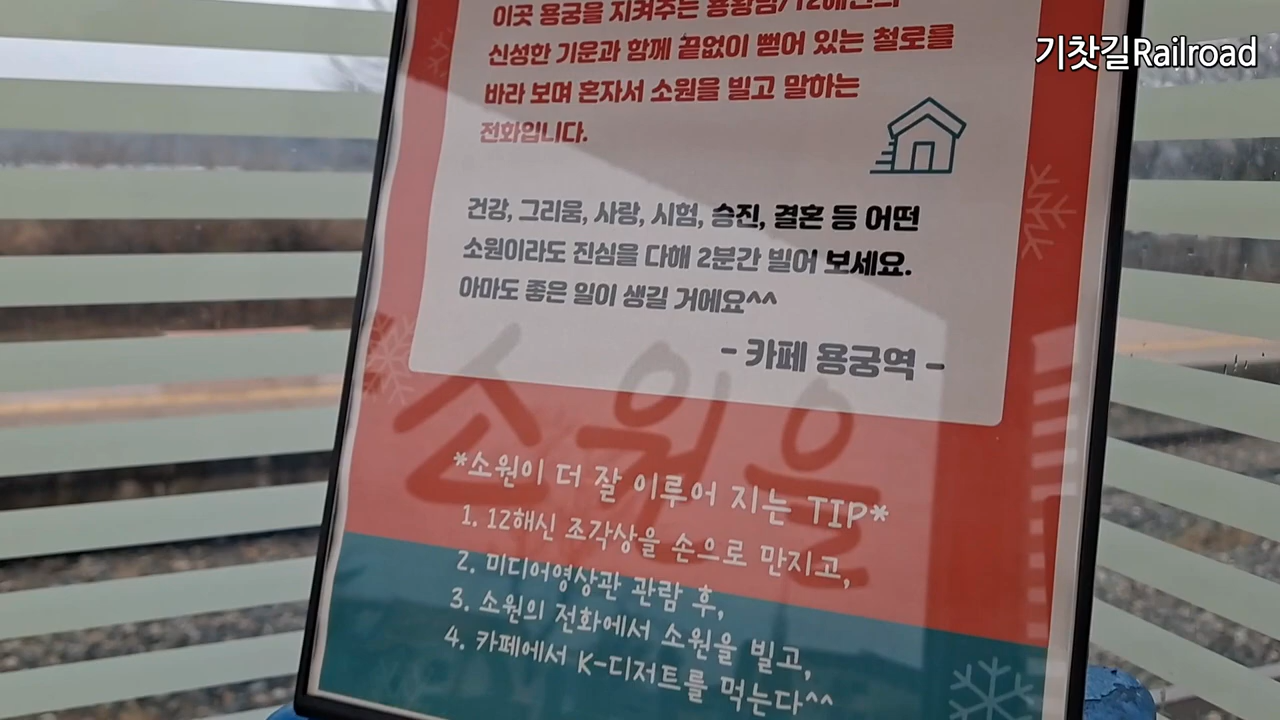 이곳 용궁을 지켜주는 용왕님/12해신의
신성한 기운과 함께 끝없이 뻗어 있는 철로를
바라 보며 혼자서 소원을 빌고 말하는
전화입니다.
건강, 그리움, 사랑, 시험, 승진, 결혼 등 어떤
소원이라도 진심을 다해 2분간 빌어 보세요.
아마도 좋은 일이 생길 거에요^^
- 카페 용궁역 -
소원을
*소원이 더 잘 이루어 지는 TIP*
1. 12해신 조각상을 손으로 만지고,
2. 미디어영상관 관람 후,
3. 소원의 전화에서 소원을 빌고,
4. 카페에서 K-디저트를 먹는다^^
기찻길Railroad